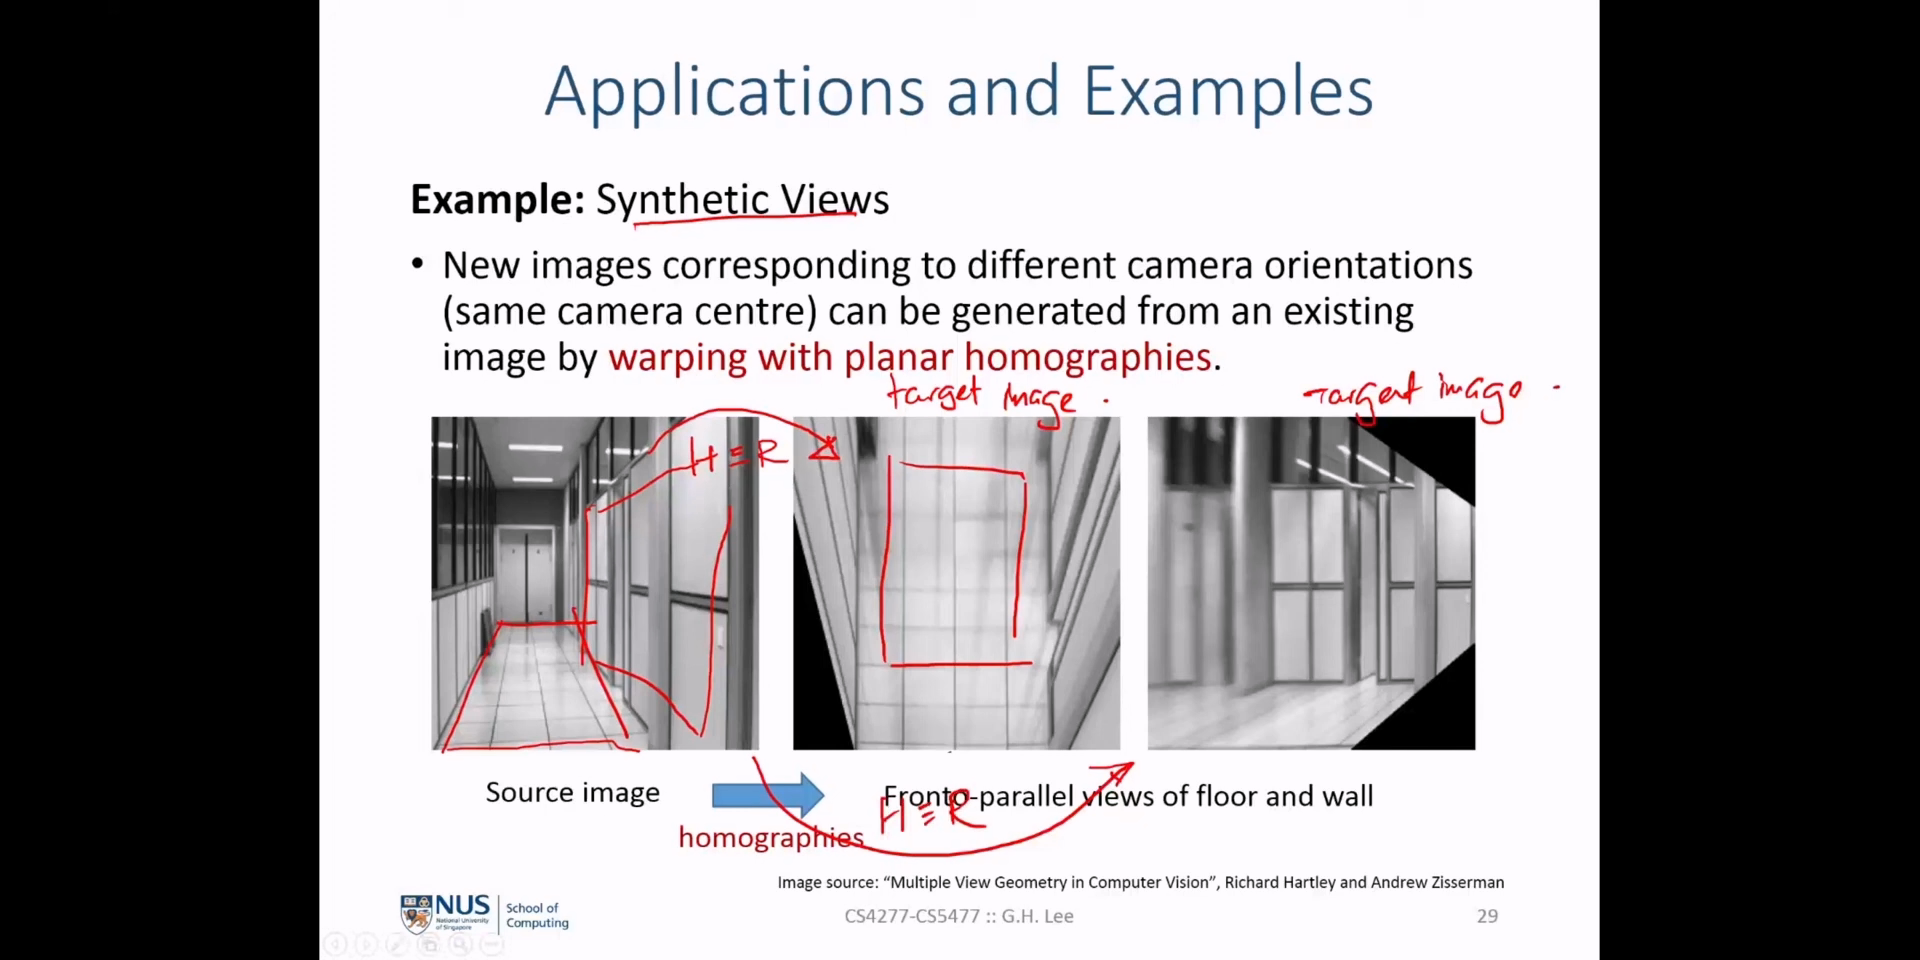 Applications and Examples
Example: Synthetic Views
• New images corresponding to different camera orientations
(same camera centre) can be generated from an existing
image by warping with planar homographies.
target image.
Target image.
H ≡ R
Source image
Fronto-parallel views of floor and wall
H ≡ R
homographies
Image source: “Multiple View Geometry in Computer Vision”, Richard Hartley and Andrew Zisserman
NUS
National University
of Singapore
School of
Computing
CS4277-CS5477 :: G.H. Lee
29